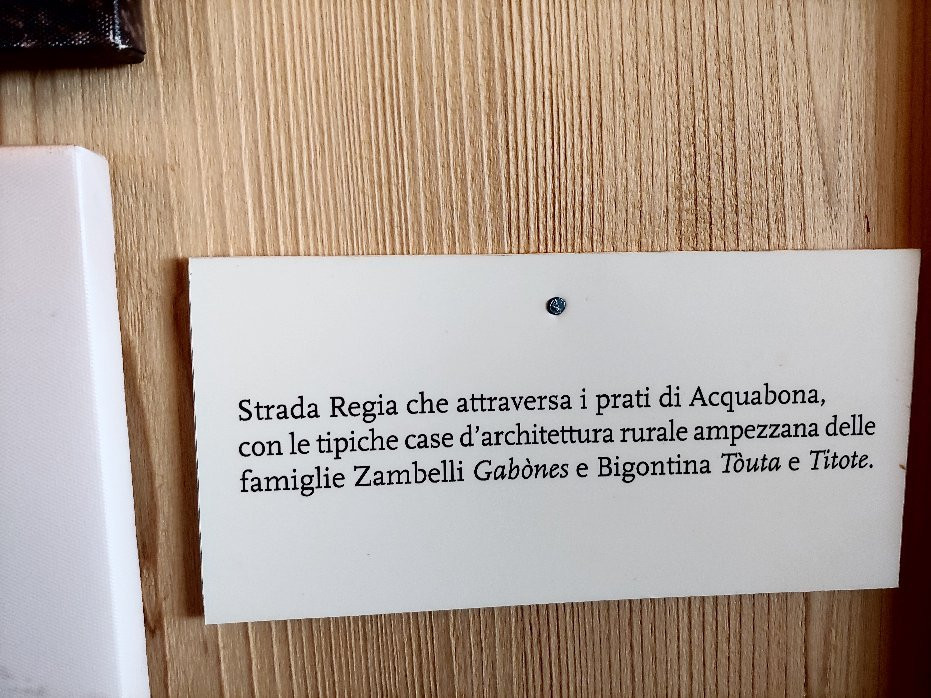 Strada Regia che attraversa i prati di Acquabona,
con le tipiche case d'architettura rurale ampezzana delle
famiglie Zambelli Gabònes e Bigontina Tòuta e Titote.